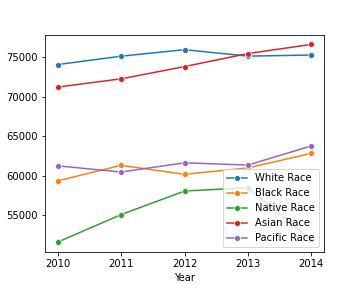 75000
70000
65000
60000
55000
2010 2011 2012 2013 2014
Year
White Race
Black Race
Native Race
Asian Race
Pacific Race